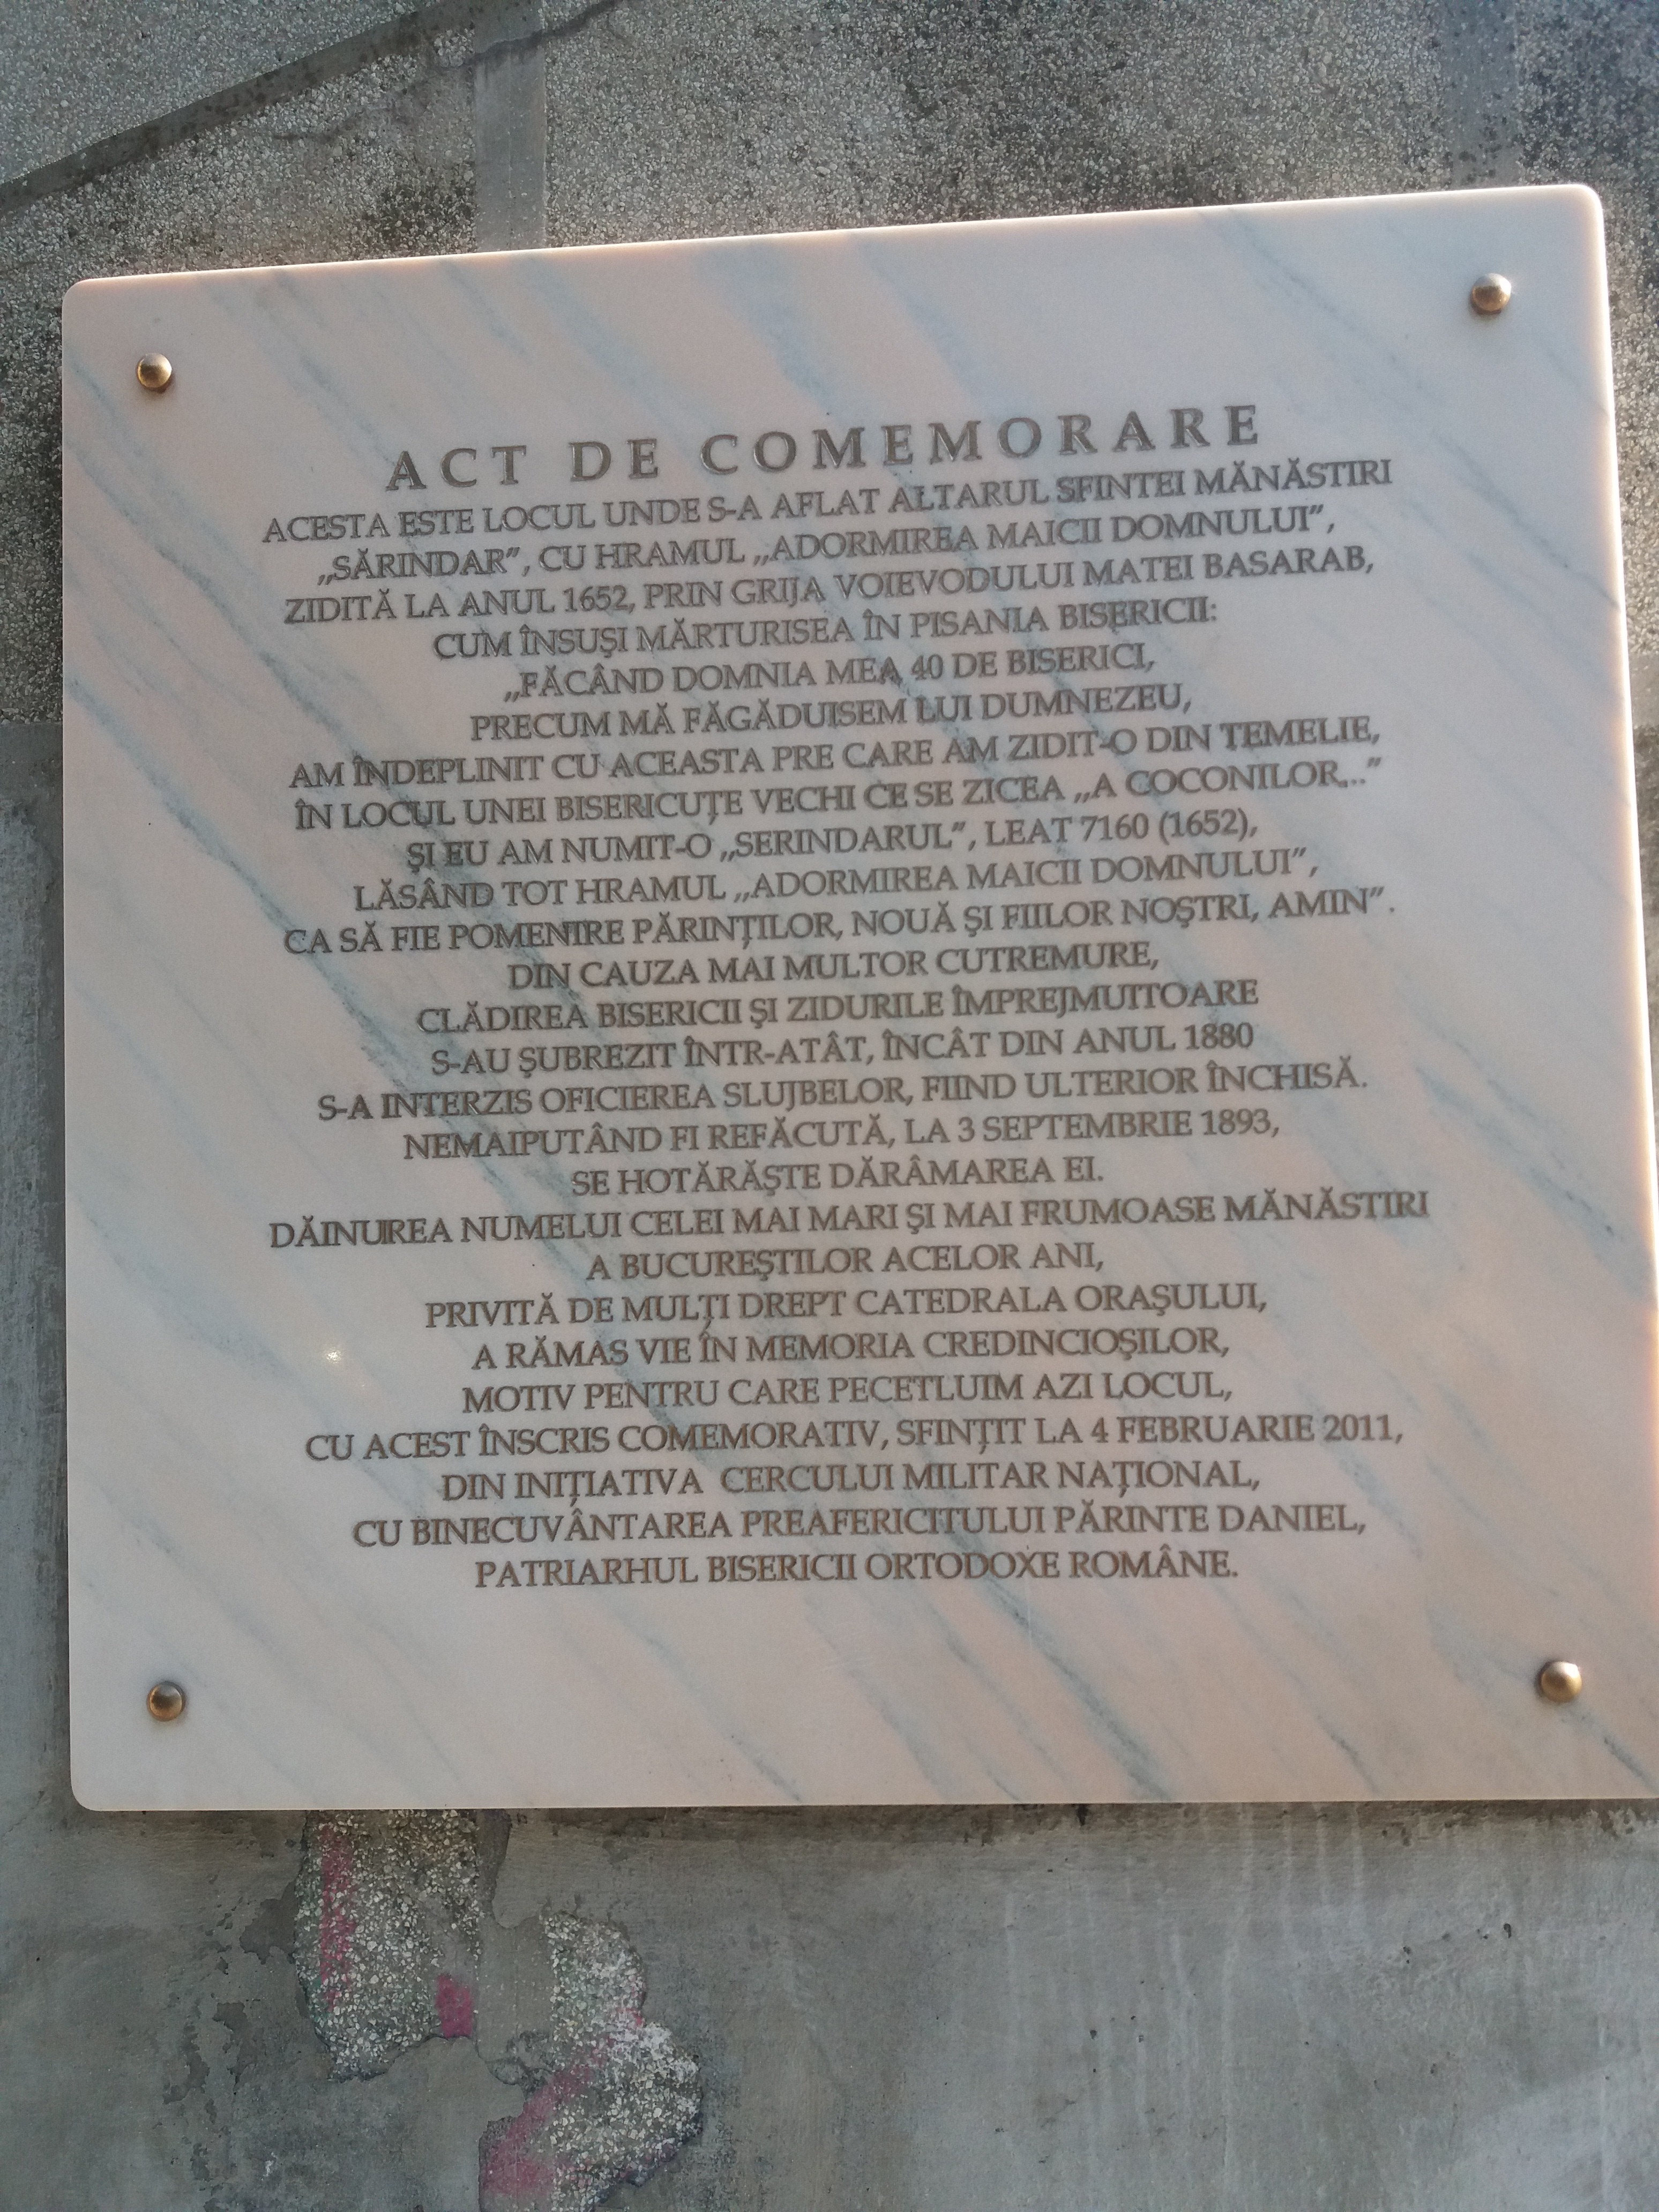 ACT DE COMEMORARE
ACESTA ESTE LOCUL UNDE S-A AFLAT ALTARUL SFINTEI MĂNĂSTIRI
„SĂRINDAR”, CU HRAMUL „ADORMIREA MAICII DOMNULUI”,
ZIDITĂ LA ANUL 1652, PRIN GRIJA VOIEVODULUI MATEI BASARAB,
CUM ÎNSUŞI MĂRTURISEA ÎN PISANIA BISERICII:
„FĂCÂND DOMNIA MEA 40 DE BISERICI,
PRECUM MĂ FĂGĂDUISEM LUI DUMNEZEU,
AM ÎNDEPLINIT CU ACEASTA PRE CARE AM ZIDIT-O DIN TEMELIE,
ÎN LOCUL UNEI BISERICUŢE VECHI CE SE ZICEA „A COCONILOR...”
ŞI EU AM NUMIT-O „SERINDARUL”, LEAT 7160 (1652),
LĂSÂND TOT HRAMUL „ADORMIREA MAICII DOMNULUI”,
CA SĂ FIE POMENIRE PĂRINŢILOR, NOUĂ ŞI FIILOR NOŞTRI, AMIN”.
DIN CAUZA MAI MULTOR CUTREMURE,
CLĂDIREA BISERICII ŞI ZIDURILE ÎMPREJMUITOARE
S-AU ŞUBREZIT ÎNTR-ATÂT, ÎNCÂT DIN ANUL 1880
S-A INTERZIS OFICIEREA SLUJBELOR, FIIND ULTERIOR ÎNCHISĂ.
NEMAIPUTÂND FI REFĂCUTĂ, LA 3 SEPTEMBRIE 1893,
SE HOTĂRĂŞTE DĂRÂMAREA EI.
DĂINUIREA NUMELUI CELEI MAI MARI ŞI MAI FRUMOASE MĂNĂSTIRI
A BUCUREŞTILOR ACELOR ANI,
PRIVITĂ DE MULŢI DREPT CATEDRALA ORAŞULUI,
A RĂMAS VIE ÎN MEMORIA CREDINCIOŞILOR,
MOTIV PENTRU CARE PECETLUIM AZI LOCUL,
CU ACEST ÎNSCRIS COMEMORATIV, SFINŢIT LA 4 FEBRUARIE 2011,
DIN INIŢIATIVA CERCULUI MILITAR NAŢIONAL,
CU BINECUVÂNTAREA PREAFERICITULUI PĂRINTE DANIEL,
PATRIARHUL BISERICII ORTODOXE ROMÂNE.